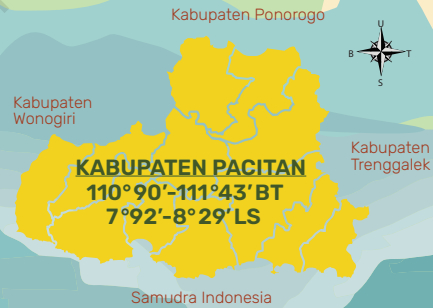 Kabupaten Ponorogo
U
B
T
S
Kabupaten
Wonogiri
Kabupaten
Trenggalek
KABUPATEN PACITAN
110°90’-111°43’BT
7°92’-8°29’LS
Samudra Indonesia